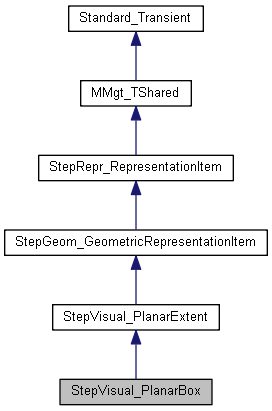 Standard_Transient
MMgt_TShared
StepRepr_RepresentationItem
StepGeom_GeometricRepresentationItem
StepVisual_PlanarExtent
StepVisual_PlanarBox